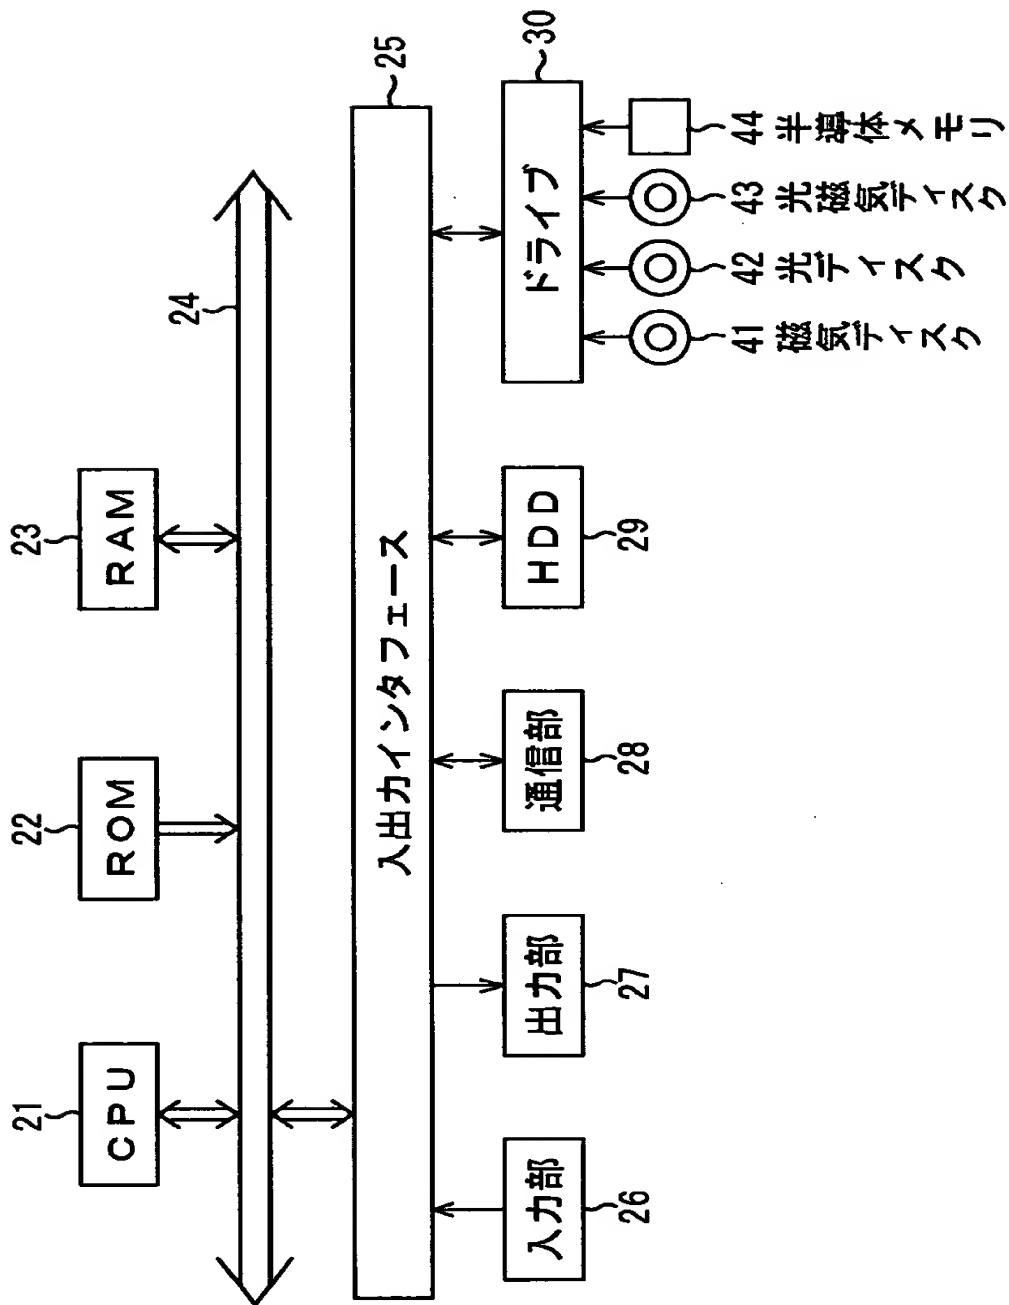 21
CPU
22
ROM
23
RAM
24
25
入出力インタフェース
入力部
26
出力部
27
通信部
28
HDD
29
30
ドライブ
41 磁気ディスク
42 光ディスク
43 光磁気ディスク
44 半導体メモリ